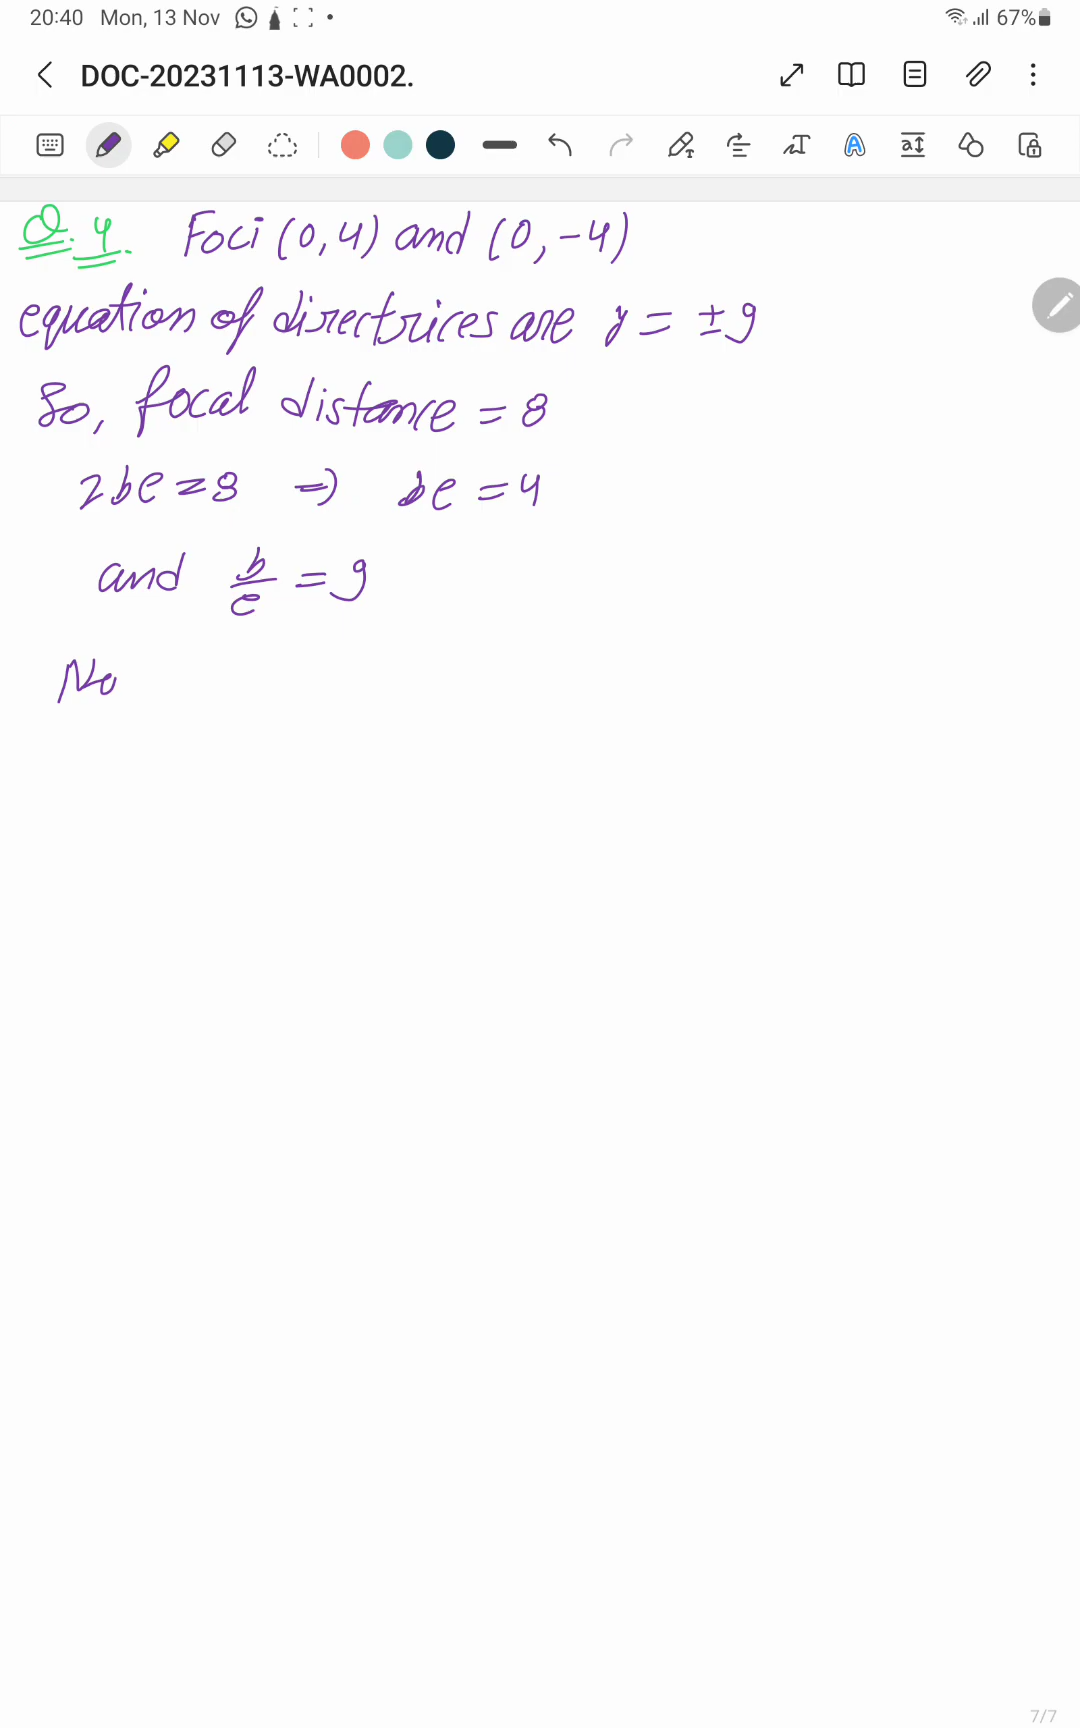 20:40 Mon, 13 Nov 67%
DOC-20231113-WA0002.
Q.4. Foci (0,4) and (0,-4)
equation of directrices are y = ±9
So, focal distance = 8
2be = 8 ⇒ be = 4
and b/e = 9
No
7/7